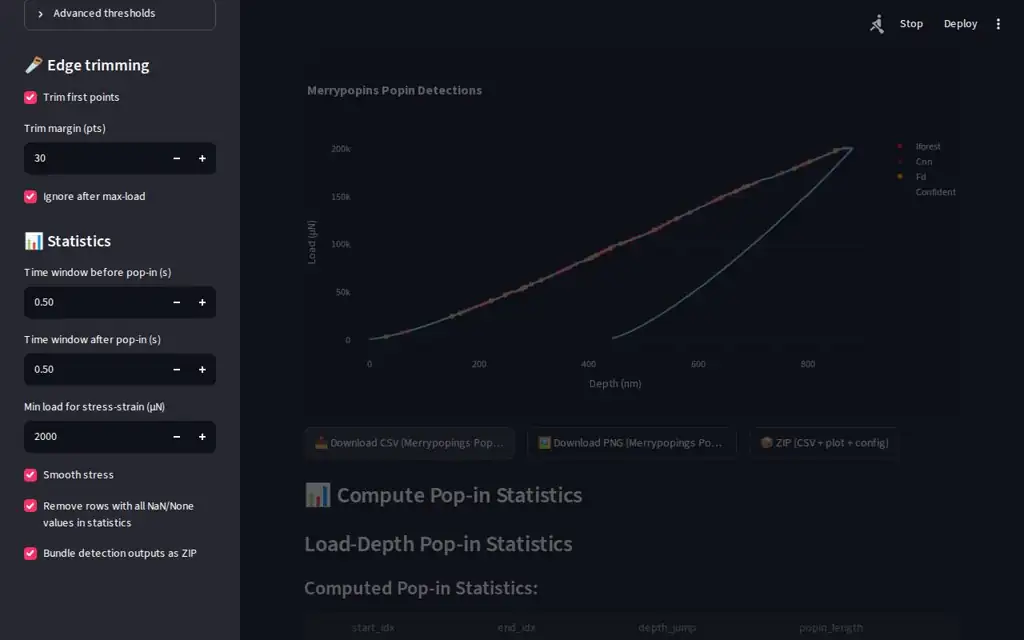 Advanced thresholds
Stop
Deploy
Edge trimming
Trim first points
Trim margin (pts)
30
Ignore after max-load
Statistics
Time window before pop-in (s)
0.50
Time window after pop-in (s)
0.50
Min load for stress-strain (µN)
2000
Smooth stress
Remove rows with all NaN/None
values in statistics
Bundle detection outputs as ZIP
Merrypopins Popin Detections
200k
150k
100k
50k
0
Load (µN)
0
200
400
600
800
Depth (nm)
Iforest
Cnn
Fd
Confident
Download CSV (Merrypopings Pop...
Download PNG (Merrypopings Po...
ZIP (CSV + plot + config)
Compute Pop-in Statistics
Load-Depth Pop-in Statistics
Computed Pop-in Statistics:
start_idx
end_idx
depth_jump
popin_length